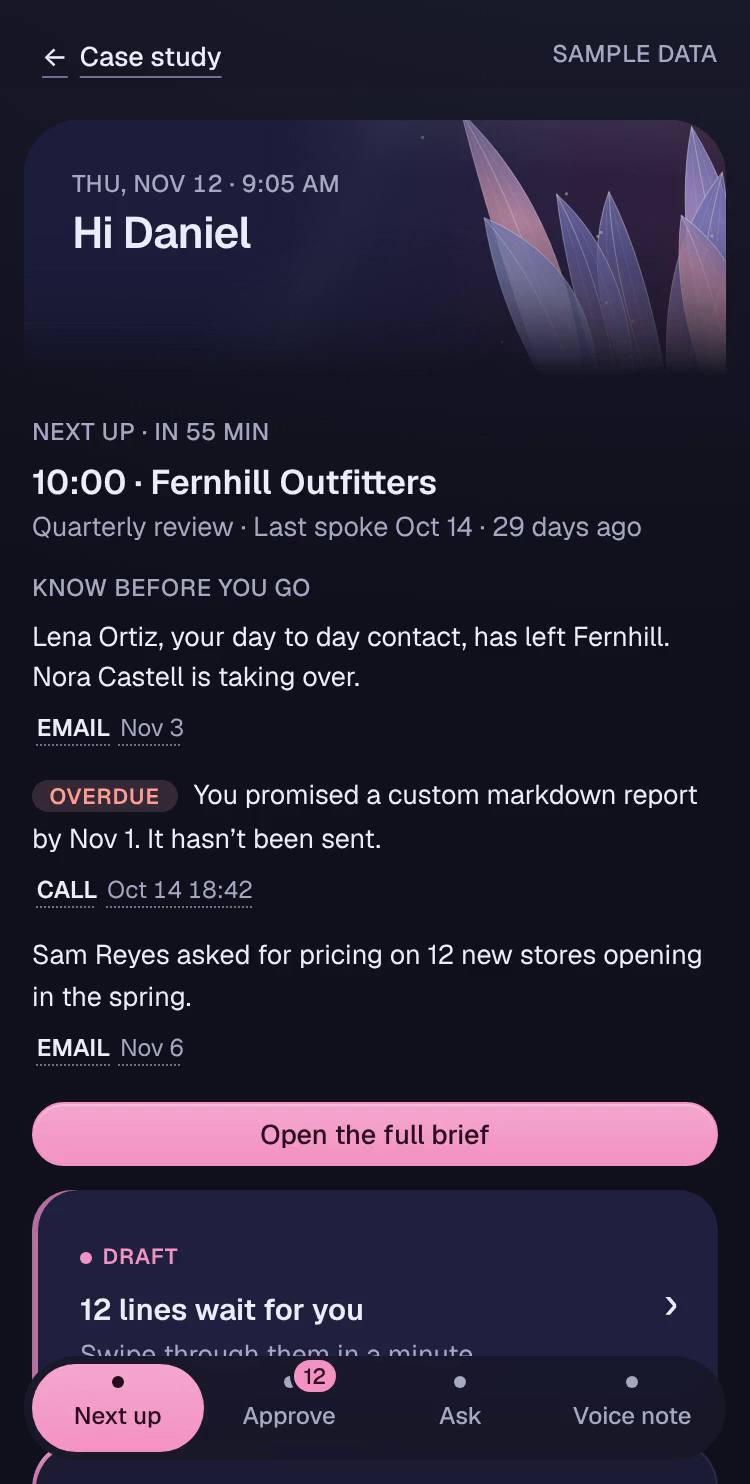 ← Case study
SAMPLE DATA
THU, NOV 12 · 9:05 AM
Hi Daniel
NEXT UP · IN 55 MIN
10:00 · Fernhill Outfitters
Quarterly review · Last spoke Oct 14 · 29 days ago
KNOW BEFORE YOU GO
Lena Ortiz, your day to day contact, has left Fernhill.
Nora Castell is taking over.
EMAIL Nov 3
OVERDUE You promised a custom markdown report
by Nov 1. It hasn’t been sent.
CALL Oct 14 18:42
Sam Reyes asked for pricing on 12 new stores opening
in the spring.
EMAIL Nov 6
Open the full brief
DRAFT
12 lines wait for you
Swipe through them in a minute
12
Next up
Approve
Ask
Voice note